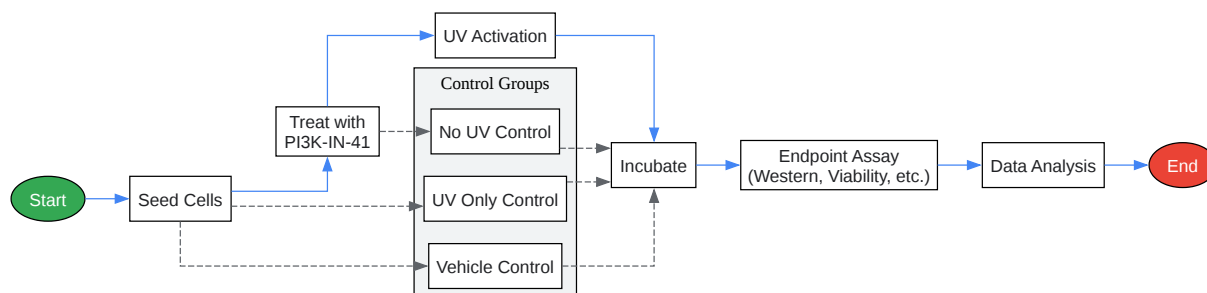 Start
Seed Cells
Treat with
PI3K-IN-41
UV Activation
Control Groups
No UV Control
UV Only Control
Vehicle Control
Incubate
Endpoint Assay
(Western, Viability, etc.)
Data Analysis
End